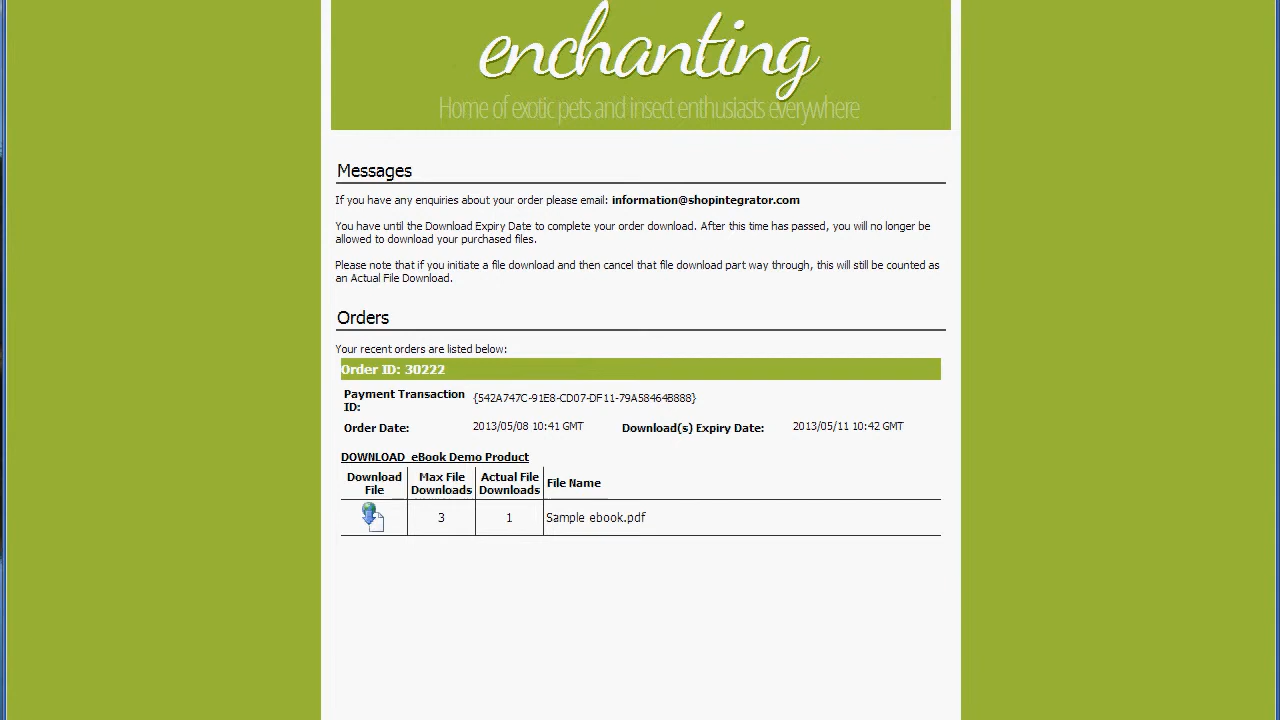 enchanting
Home of exotic pets and insect enthusiasts everywhere
Messages
If you have any enquiries about your order please email: information@shopintegrator.com
You have until the Download Expiry Date to complete your order download. After this time has passed, you will no longer be
allowed to download your purchased files.
Please note that if you initiate a file download and then cancel that file download part way through, this will still be counted as
an Actual File Download.
Orders
Your recent orders are listed below:
Order ID: 30222
Payment Transaction ID: {542A747C-91E8-CD07-DF11-79A58464B888}
Order Date: 2013/05/08 10:41 GMT Download(s) Expiry Date: 2013/05/11 10:42 GMT
DOWNLOAD eBook Demo Product
Download File Max File Downloads Actual File Downloads File Name
3 1 Sample ebook.pdf